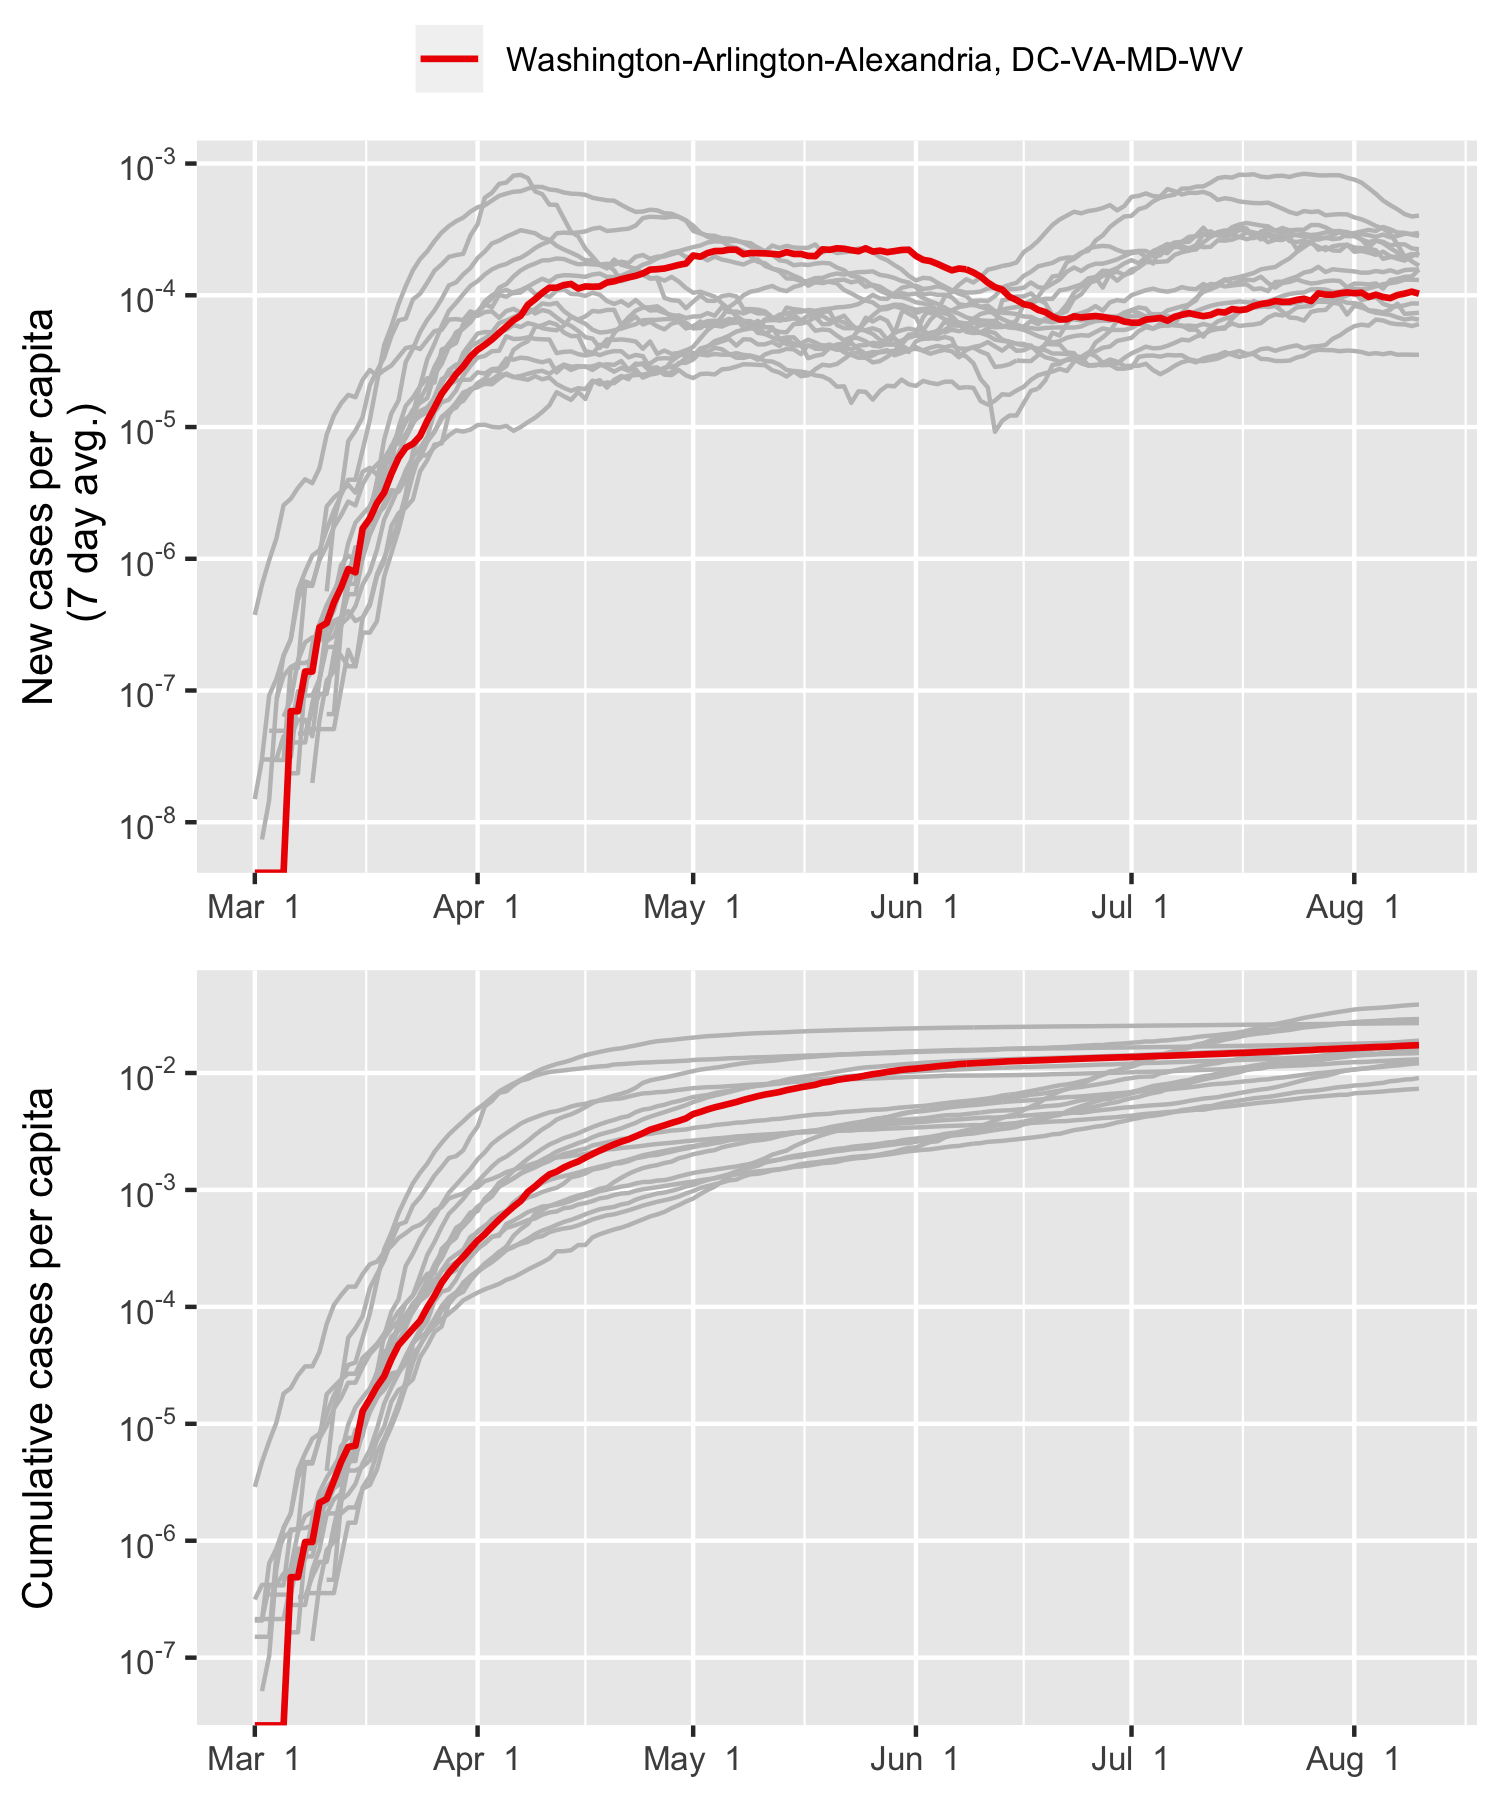 Washington-Arlington-Alexandria, DC-VA-MD-WV
New cases per capita
(7 day avg.)
10-3
10-4
10-5
10-6
10-7
10-8
Mar 1 Apr 1 May 1 Jun 1 Jul 1 Aug 1
Cumulative cases per capita
10-2
10-3
10-4
10-5
10-6
10-7
Mar 1 Apr 1 May 1 Jun 1 Jul 1 Aug 1